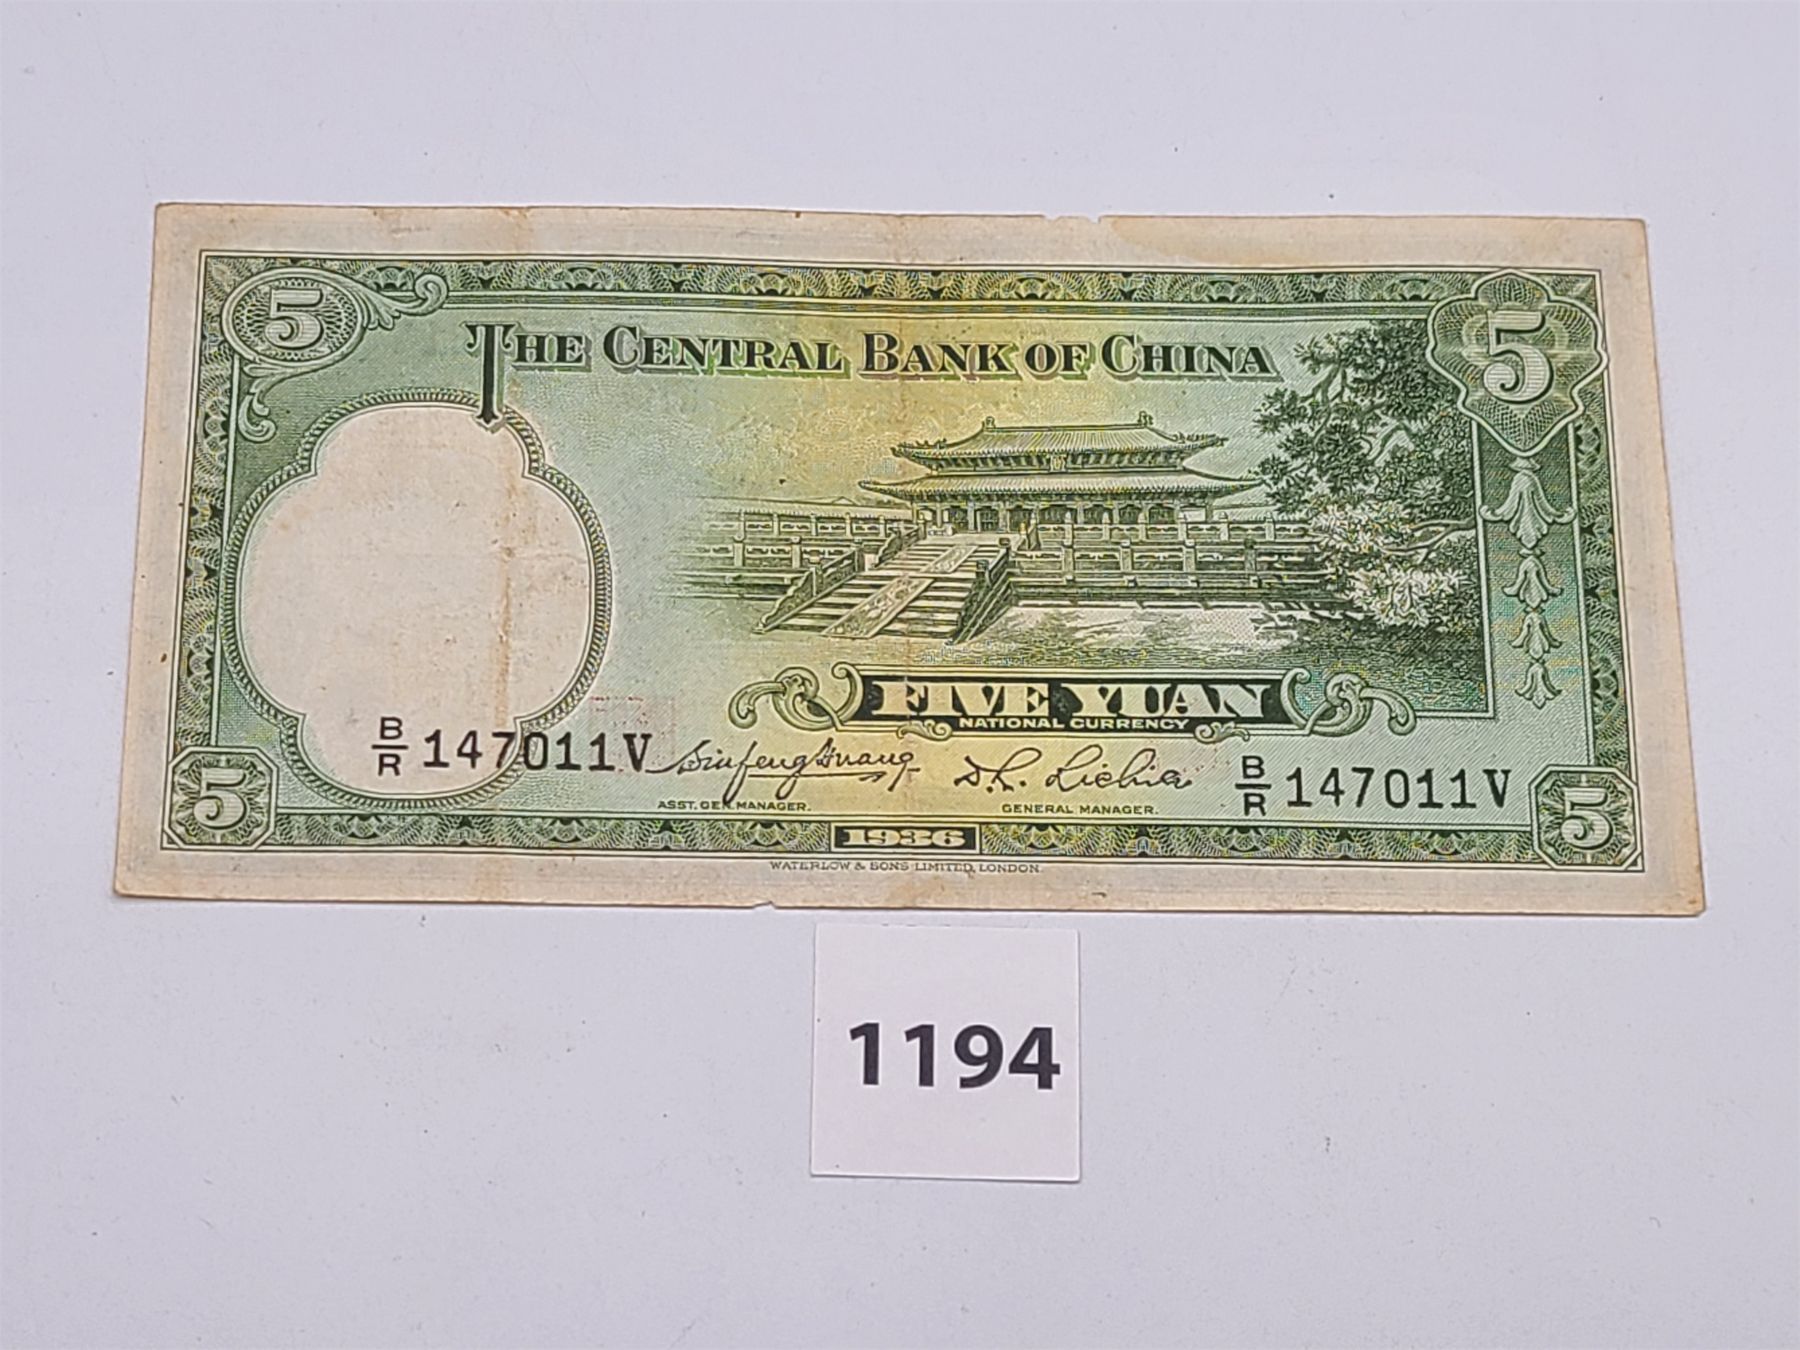 5
5
THE CENTRAL BANK OF CHINA
FIVE YUAN
NATIONAL CURRENCY
B/R 147011V
B/R 147011V
ASST. GEN. MANAGER.
GENERAL MANAGER.
5
5
1936
WATERLOW & SONS LIMITED, LONDON.
1194